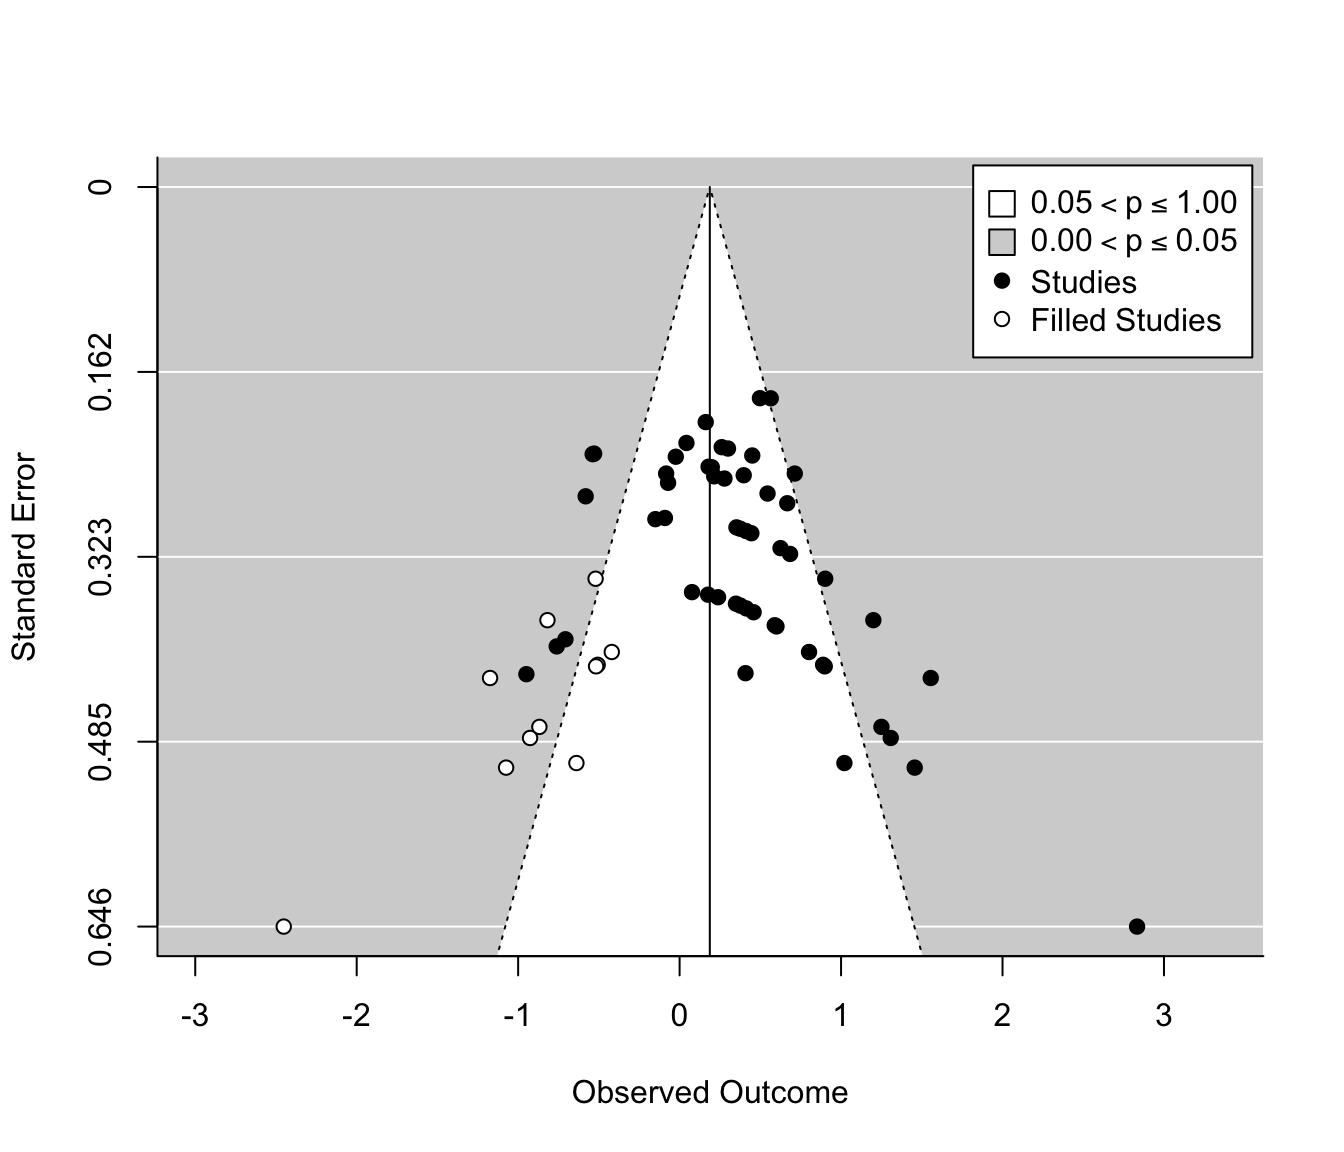 0.05 < p ≤ 1.00
0.00 < p ≤ 0.05
Studies
Filled Studies
Standard Error
0
0.162
0.323
0.485
0.646
-3 -2 -1 0 1 2 3
Observed Outcome